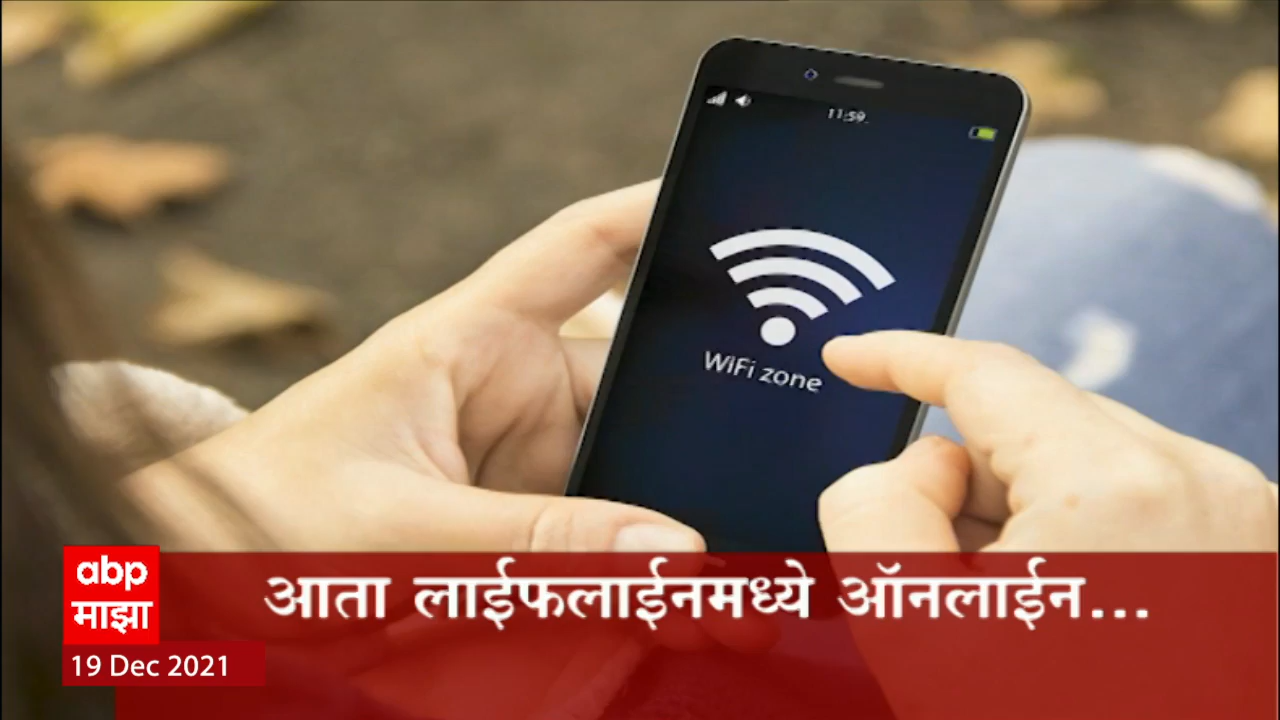 11:59
WiFi zone
abp
माझा
आता लाईफलाईनमध्ये ऑनलाईन...
19 Dec 2021